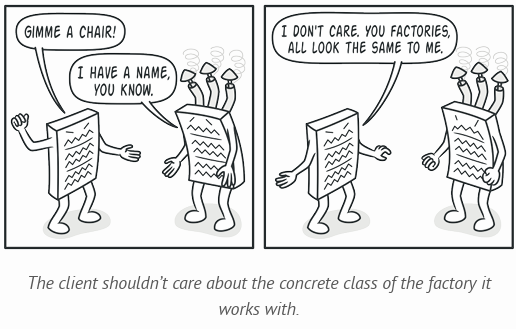 GIMME A CHAIR!
I HAVE A NAME,
YOU KNOW.
I DON'T CARE. YOU FACTORIES,
ALL LOOK THE SAME TO ME.
The client shouldn’t care about the concrete class of the factory it
works with.